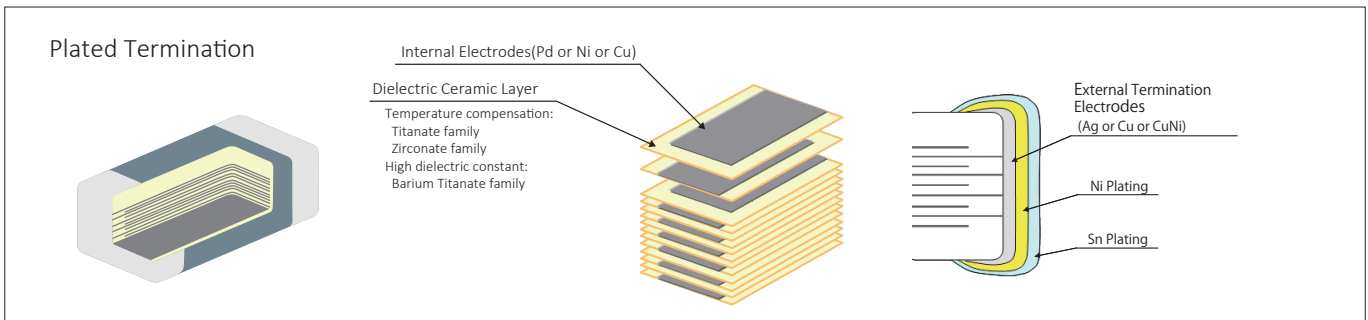 Plated Termination
Internal Electrodes(Pd or Ni or Cu)
Dielectric Ceramic Layer
Temperature compensation:
Titanate family
Zirconate family
High dielectric constant:
Barium Titanate family
External Termination
Electrodes
(Ag or Cu or CuNi)
Ni Plating
Sn Plating